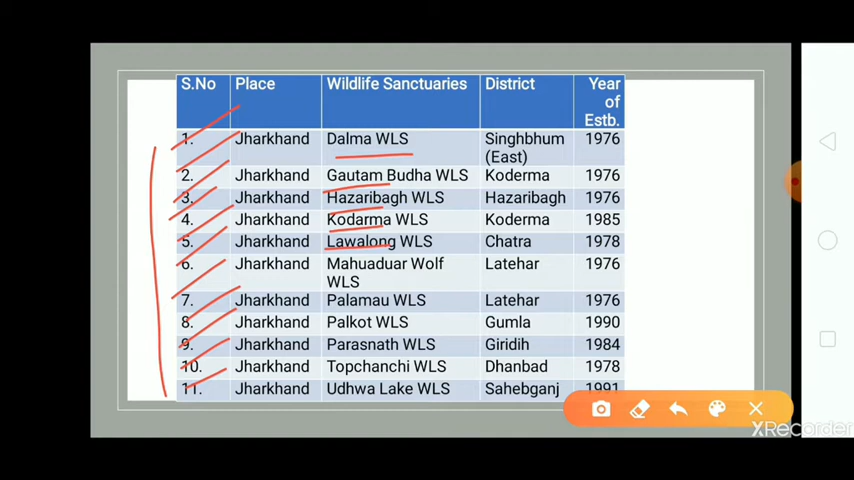 S.No Place Wildlife Sanctuaries District Year of Estb.
1. Jharkhand Dalma WLS Singhbhum (East) 1976
2. Jharkhand Gautam Budha WLS Koderma 1976
3. Jharkhand Hazaribagh WLS Hazaribagh 1976
4. Jharkhand Kodarma WLS Koderma 1985
5. Jharkhand Lawalong WLS Chatra 1978
6. Jharkhand Mahuaduar Wolf WLS Latehar 1976
7. Jharkhand Palamau WLS Latehar 1976
8. Jharkhand Palkot WLS Gumla 1990
9. Jharkhand Parasnath WLS Giridih 1984
10. Jharkhand Topchanchi WLS Dhanbad 1978
11. Jharkhand Udhwa Lake WLS Sahebganj 1991
XRecorder